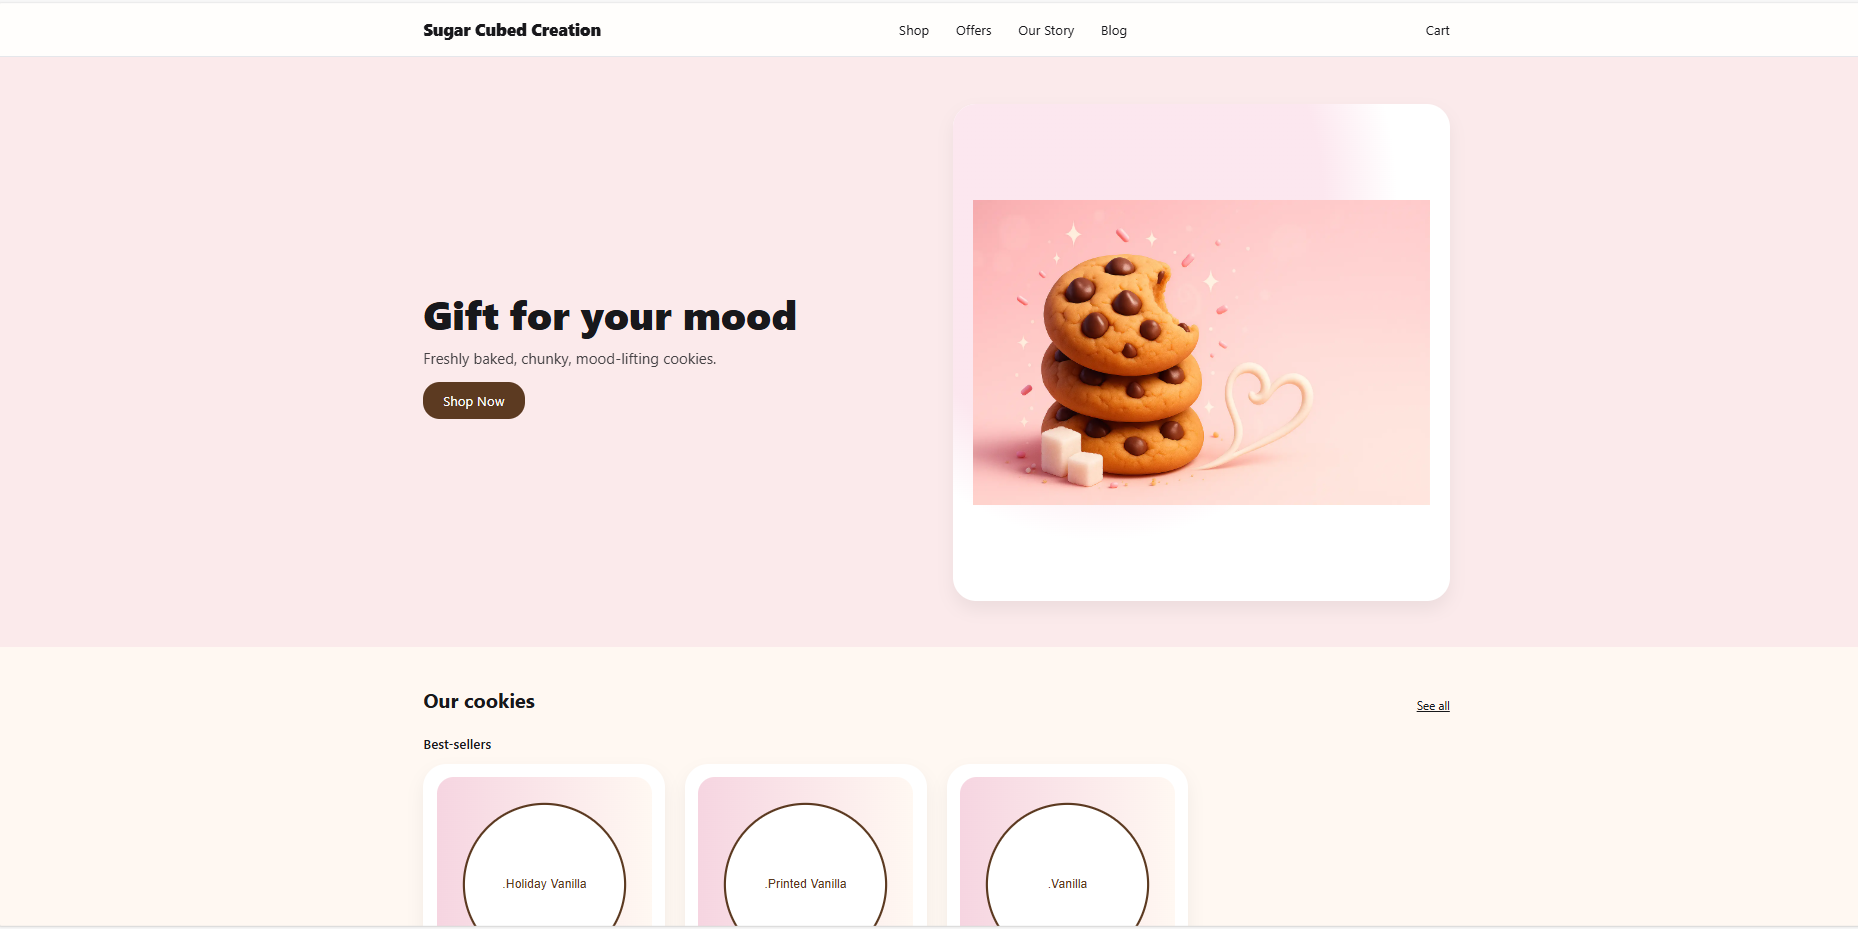 Sugar Cubed Creation
Shop Offers Our Story Blog
Cart
Gift for your mood
Freshly baked, chunky, mood-lifting cookies.
Shop Now
Our cookies
See all
Best-sellers
.Holiday Vanilla
.Printed Vanilla
.Vanilla